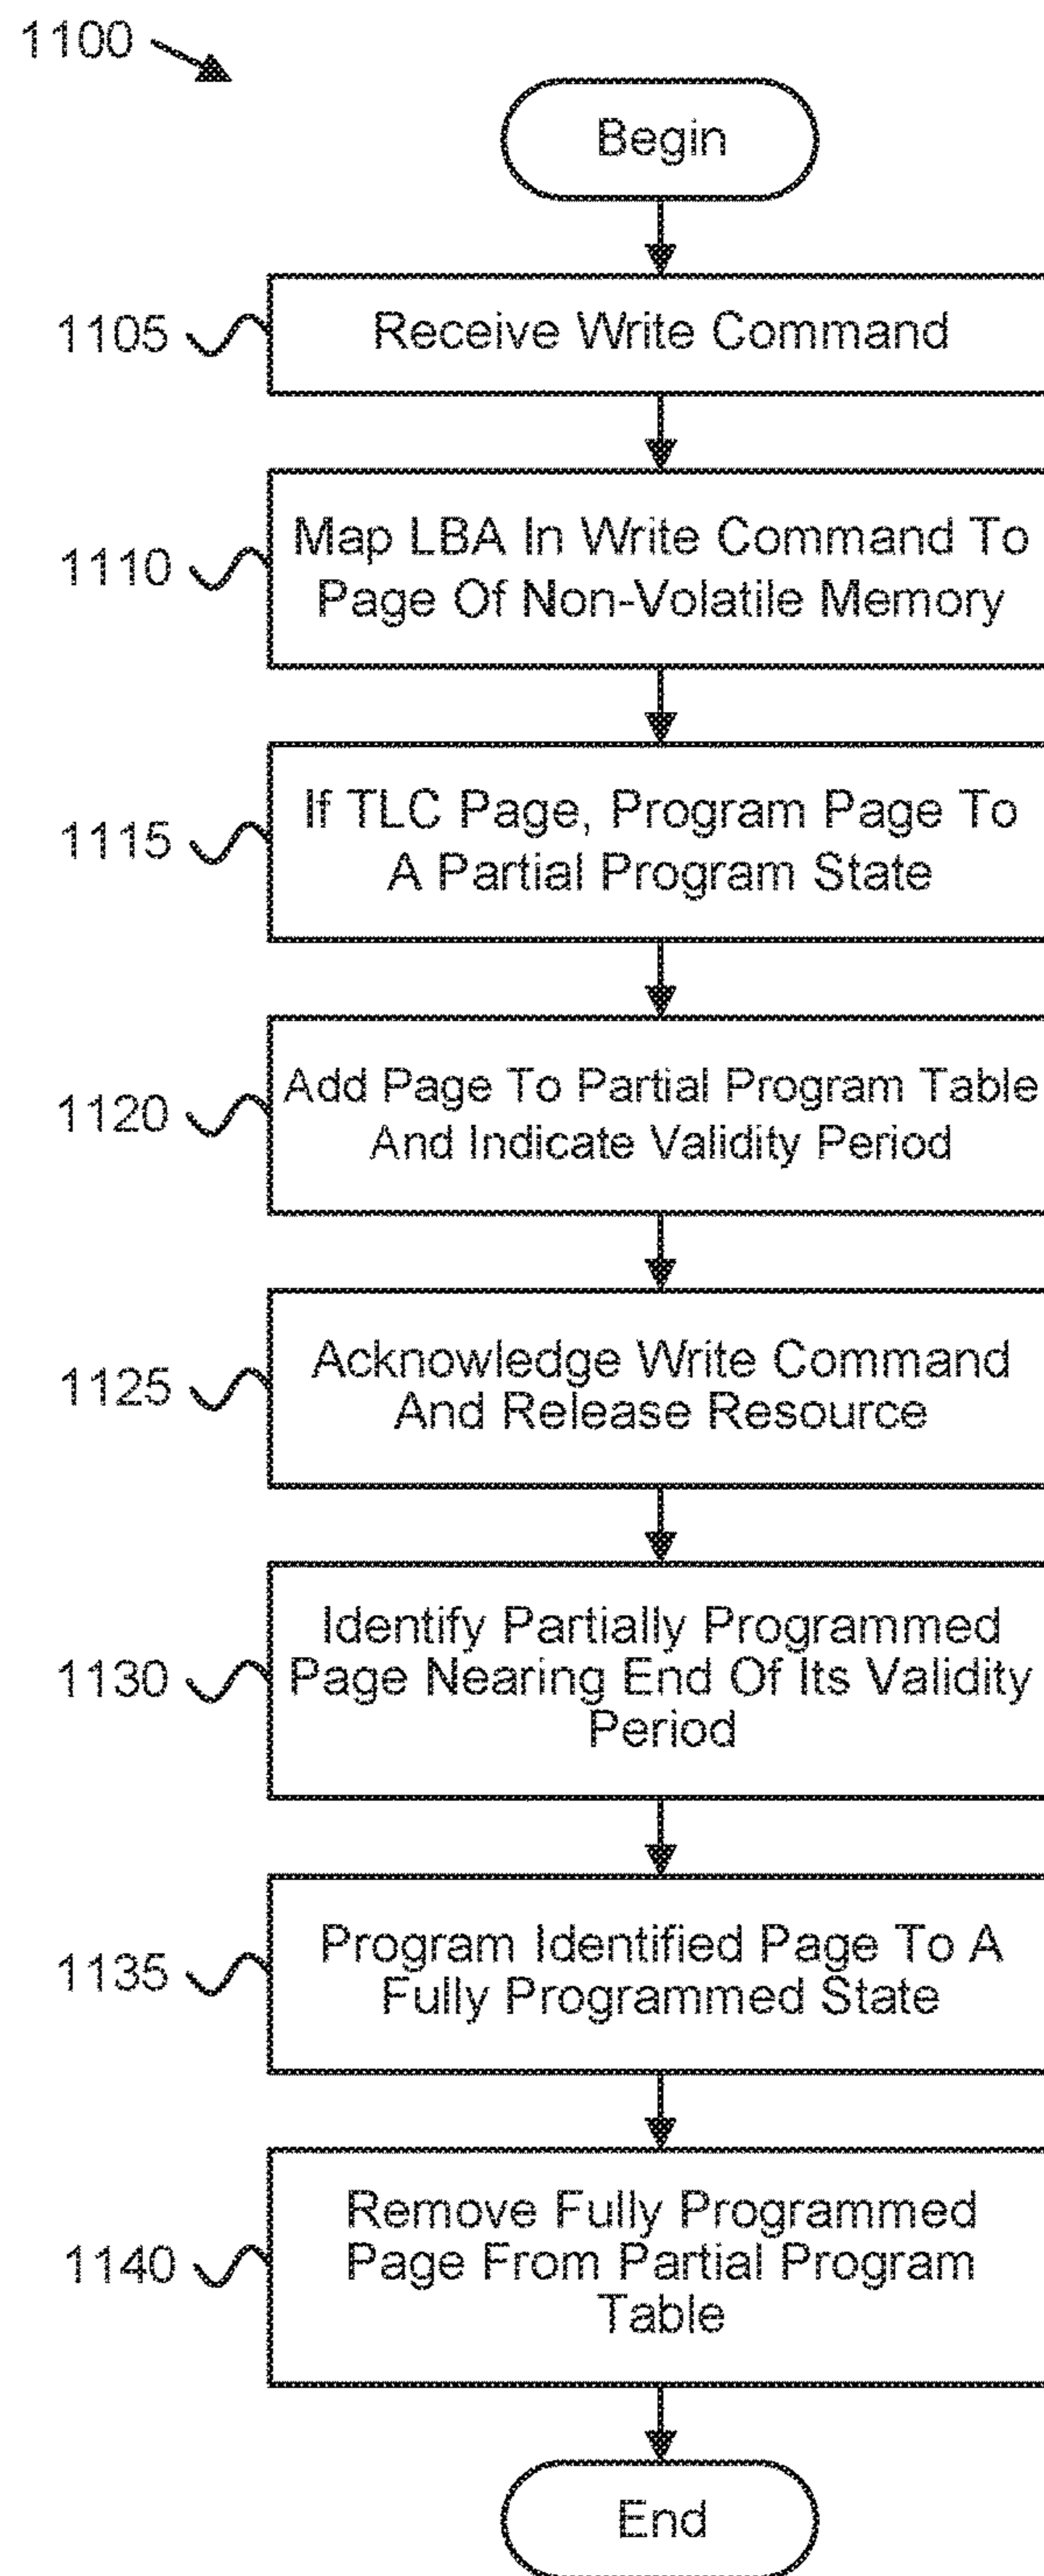 1100
Begin
1105
Receive Write Command
1110
Map LBA In Write Command To
Page Of Non-Volatile Memory
1115
If TLC Page, Program Page To
A Partial Program State
1120
Add Page To Partial Program Table
And Indicate Validity Period
1125
Acknowledge Write Command
And Release Resource
1130
Identify Partially Programmed
Page Nearing End Of Its Validity
Period
1135
Program Identified Page To A
Fully Programmed State
1140
Remove Fully Programmed
Page From Partial Program
Table
End